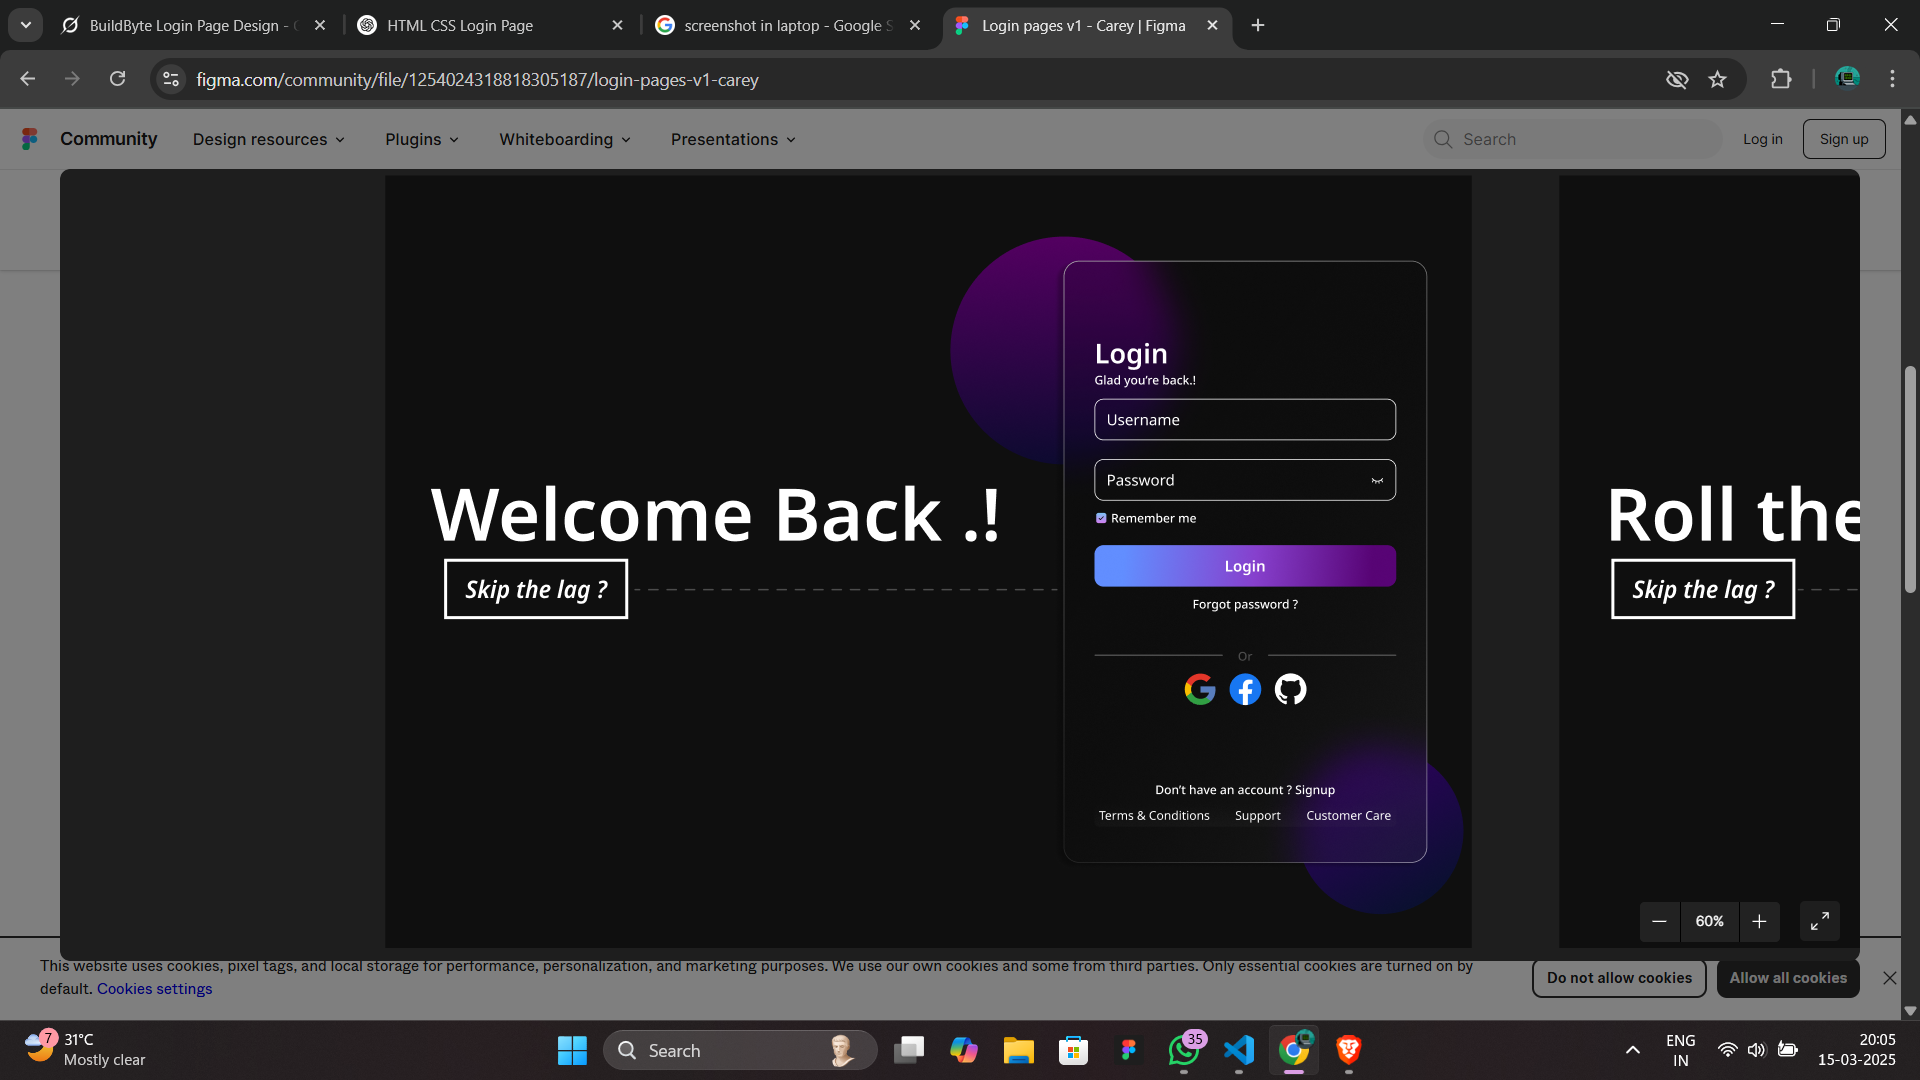 BuildByte Login Page Design -
HTML CSS Login Page
screenshot in laptop - Google S
Login pages v1 - Carey | Figma
figma.com/community/file/1254024318818305187/login-pages-v1-carey
Community
Design resources
Plugins
Whiteboarding
Presentations
Search
Log in
Sign up
Login
Glad you're back.!
Username
Password
Remember me
Login
Forgot password ?
Or
Don't have an account ? Signup
Terms & Conditions
Support
Customer Care
Welcome Back .!
Skip the lag ?
Roll the
Skip the lag ?
60%
This website uses cookies, pixel tags, and local storage for performance, personalization, and marketing purposes. We use our own cookies and some from third parties. Only essential cookies are turned on by
default. Cookies settings
Do not allow cookies
Allow all cookies
7
31°C
Mostly clear
Search
35
ENG
IN
20:05
15-03-2025